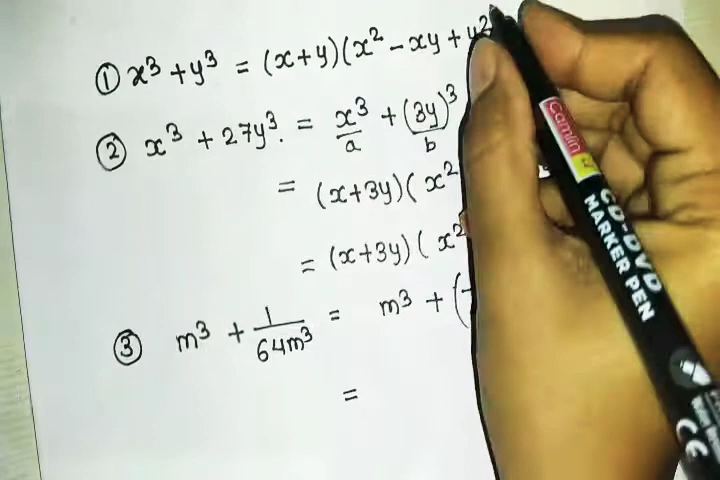 ① x³ + y³ = (x+y)(x² - xy + y²
② x³ + 27y³. = x³ + (3y)³
a b
= (x+3y)(x²
= (x+3y)(x²
③ m³ + 1/64m³ = m³ + (
=
Camlin
CD-DVD
MARKER PEN
CE